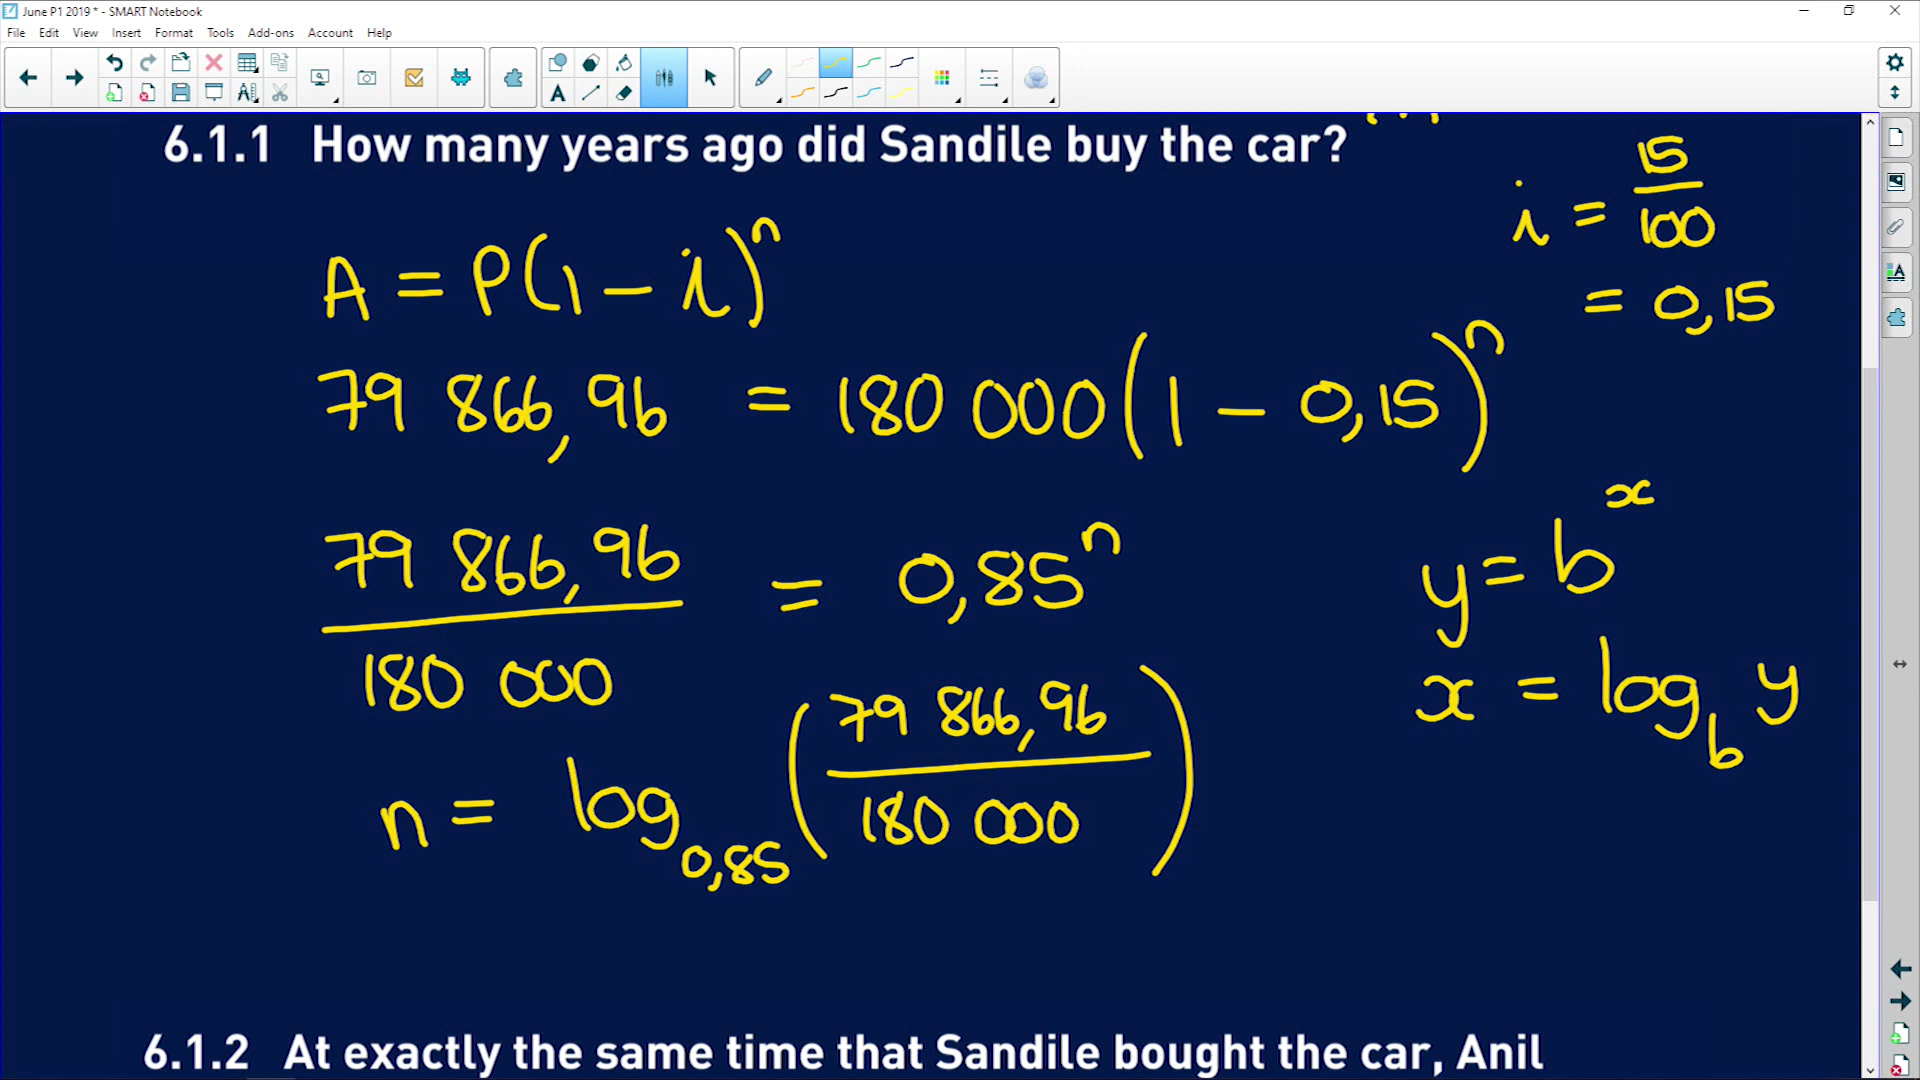 June P1 2019 * - SMART Notebook
File Edit View Insert Format Tools Add-ons Account Help
6.1.1 How many years ago did Sandile buy the car?
i = 15/100
= 0,15
A = P(1 - i)^n
79 866,96 = 180 000(1 - 0,15)^n
79 866,96/180 000 = 0,85^n
y = b^x
x = log_b y
n = log_0,85 (79 866,96/180 000)
6.1.2 At exactly the same time that Sandile bought the car, Anil